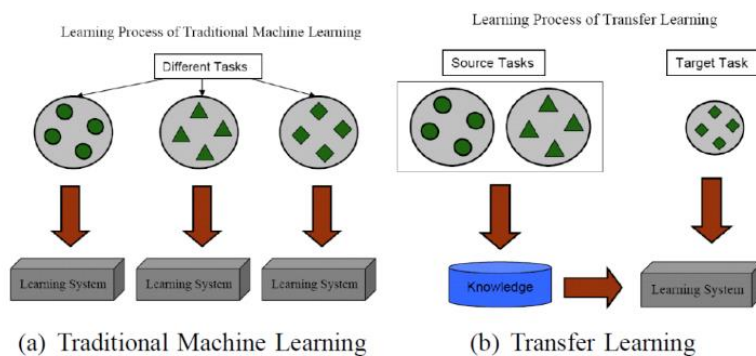 Learning Process of Traditional Machine Learning
Different Tasks
Learning System
Learning System
Learning System
(a) Traditional Machine Learning
Learning Process of Transfer Learning
Source Tasks
Target Task
Knowledge
Learning System
(b) Transfer Learning